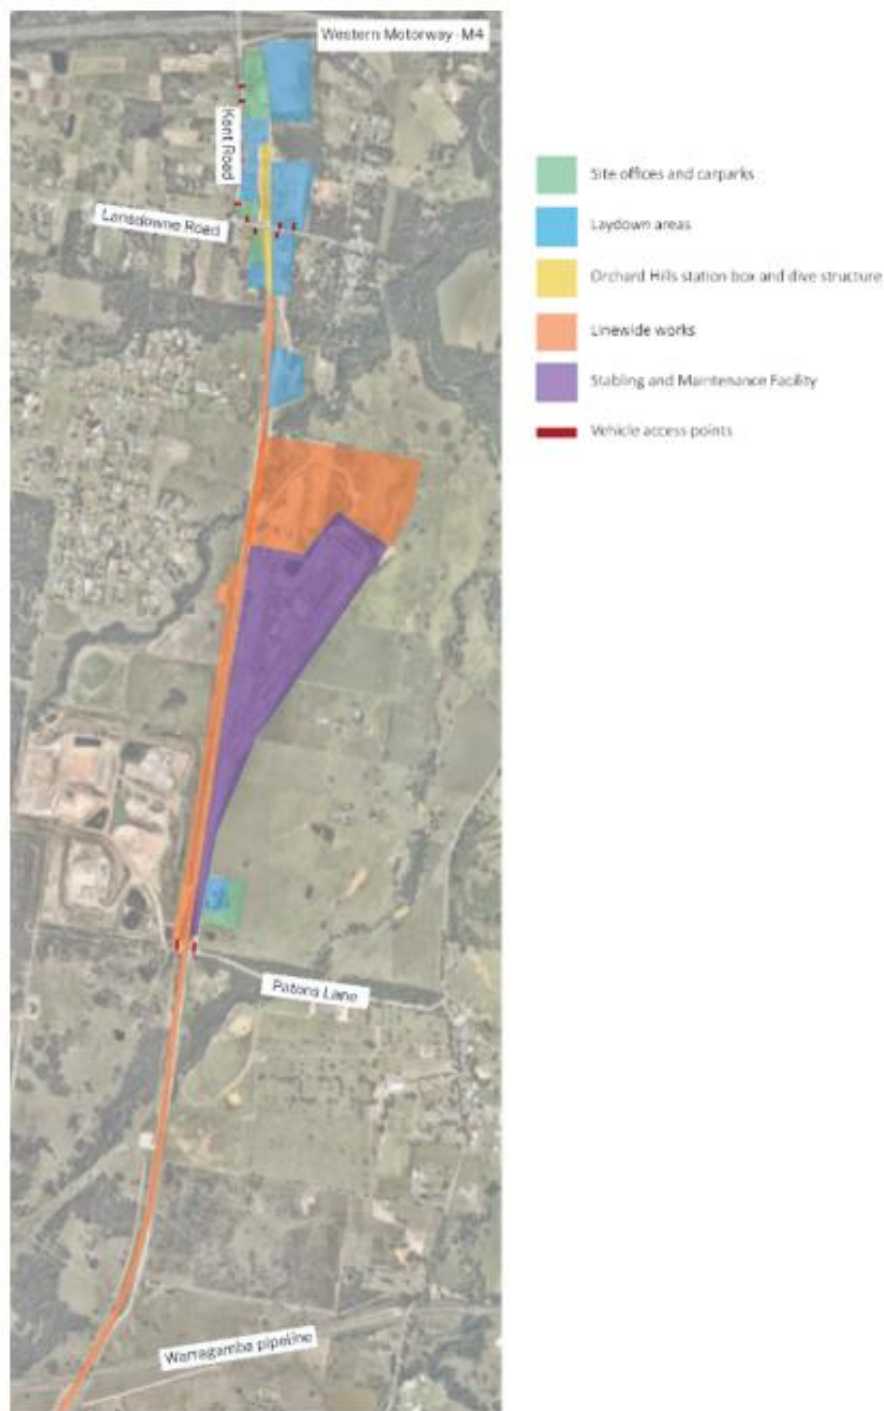 Western Motorway -M4
Kent Road
Lansdowne Road
Patons Lane
Warragamba pipeline
Site offices and carparks
Laydown areas
Orchard Hills station box and dive structure
Linewide works
Stabling and Maintenance Facility
Vehicle access points